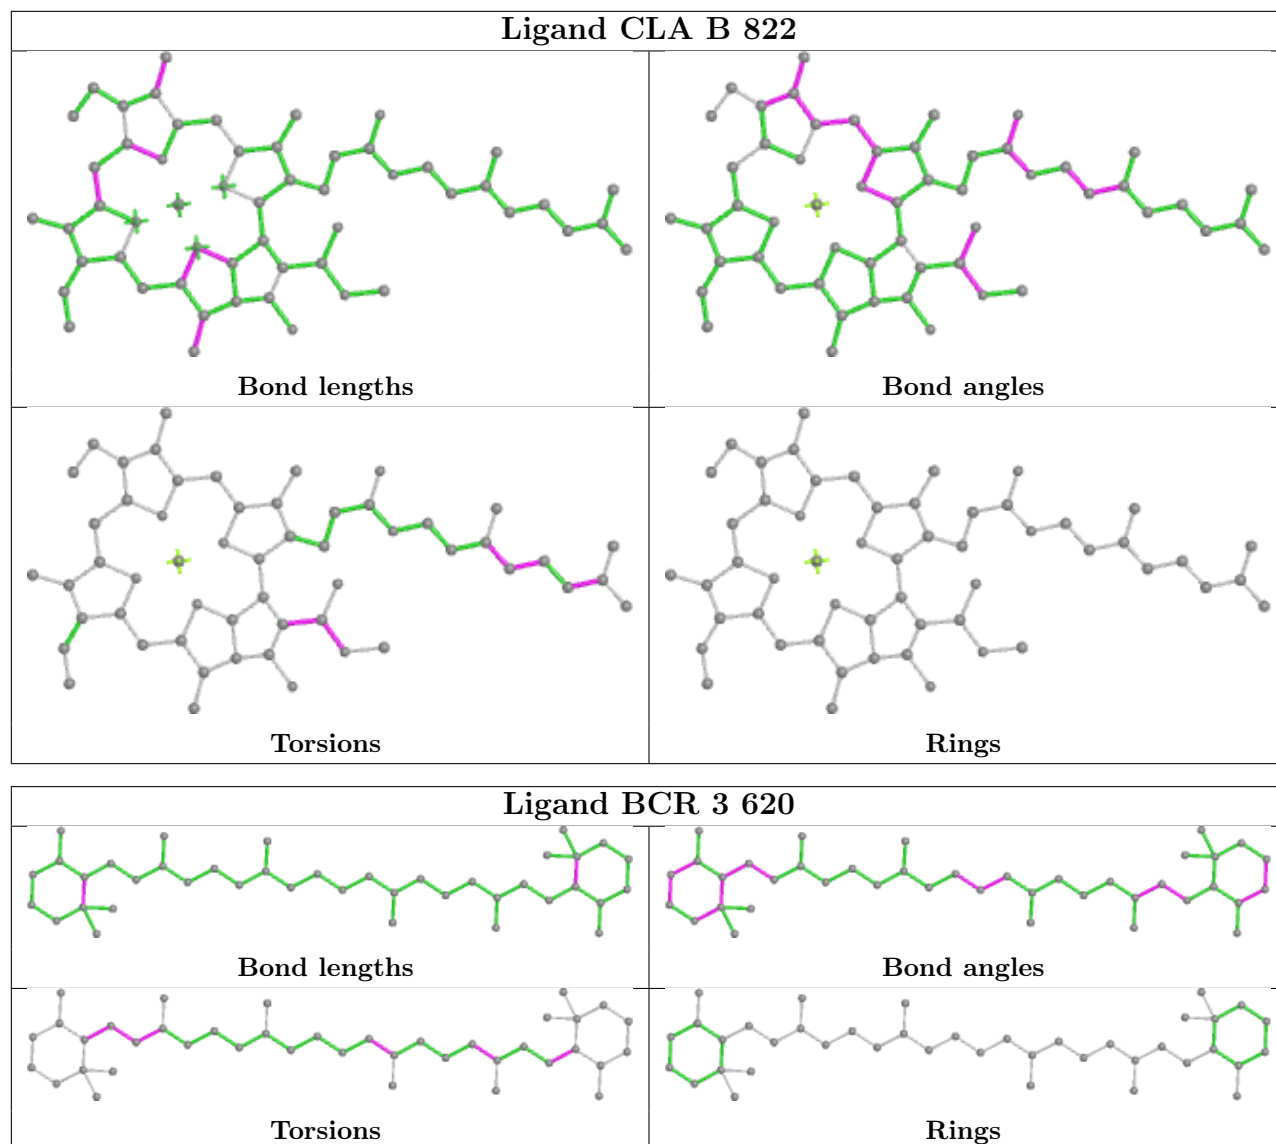 Ligand CLA B 822
Bond lengths
Bond angles
Torsions
Rings
Ligand BCR 3 620
Bond lengths
Bond angles
Torsions
Rings